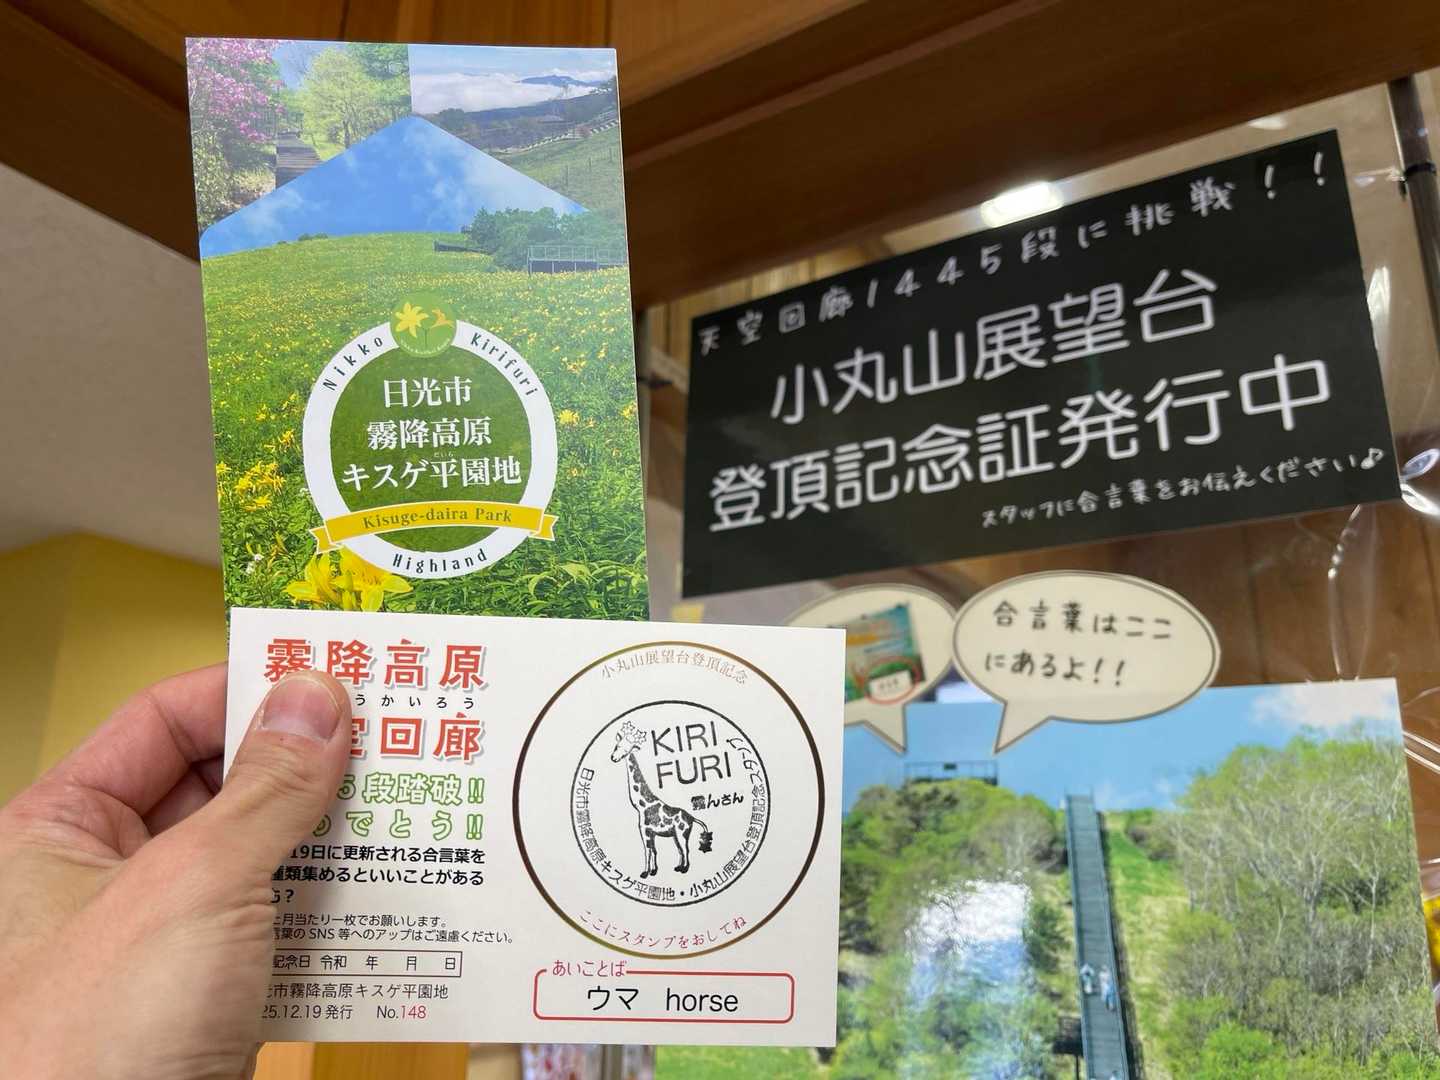 Nikko Kirifuri
日光市
霧降高原
だいら
キスゲ平園地
Kisuge-daira Park
Highland
天空回廊1445段に挑戦!!
小丸山展望台
登頂記念証発行中
スタッフに合言葉をお伝えください♪
合言葉はここ
にあるよ!!
霧降高原
うかいろう
回廊
5段踏破!!
でとう!!
19日に更新される合言葉を
種類集めるといいことがある
月当たり一枚でお願いします。
言葉のSNS等へのアップはご遠慮ください。
記念日 令和 年 月 日
市霧降高原キスゲ平園地
25.12.19発行 No.148
小丸山展望台登頂記念
KIRI
FURI
霧んさん
日光市霧降高原キスゲ平園地・小丸山展望台登頂記念スタンプ
ここにスタンプをおしてね
あいことば
ウマ horse